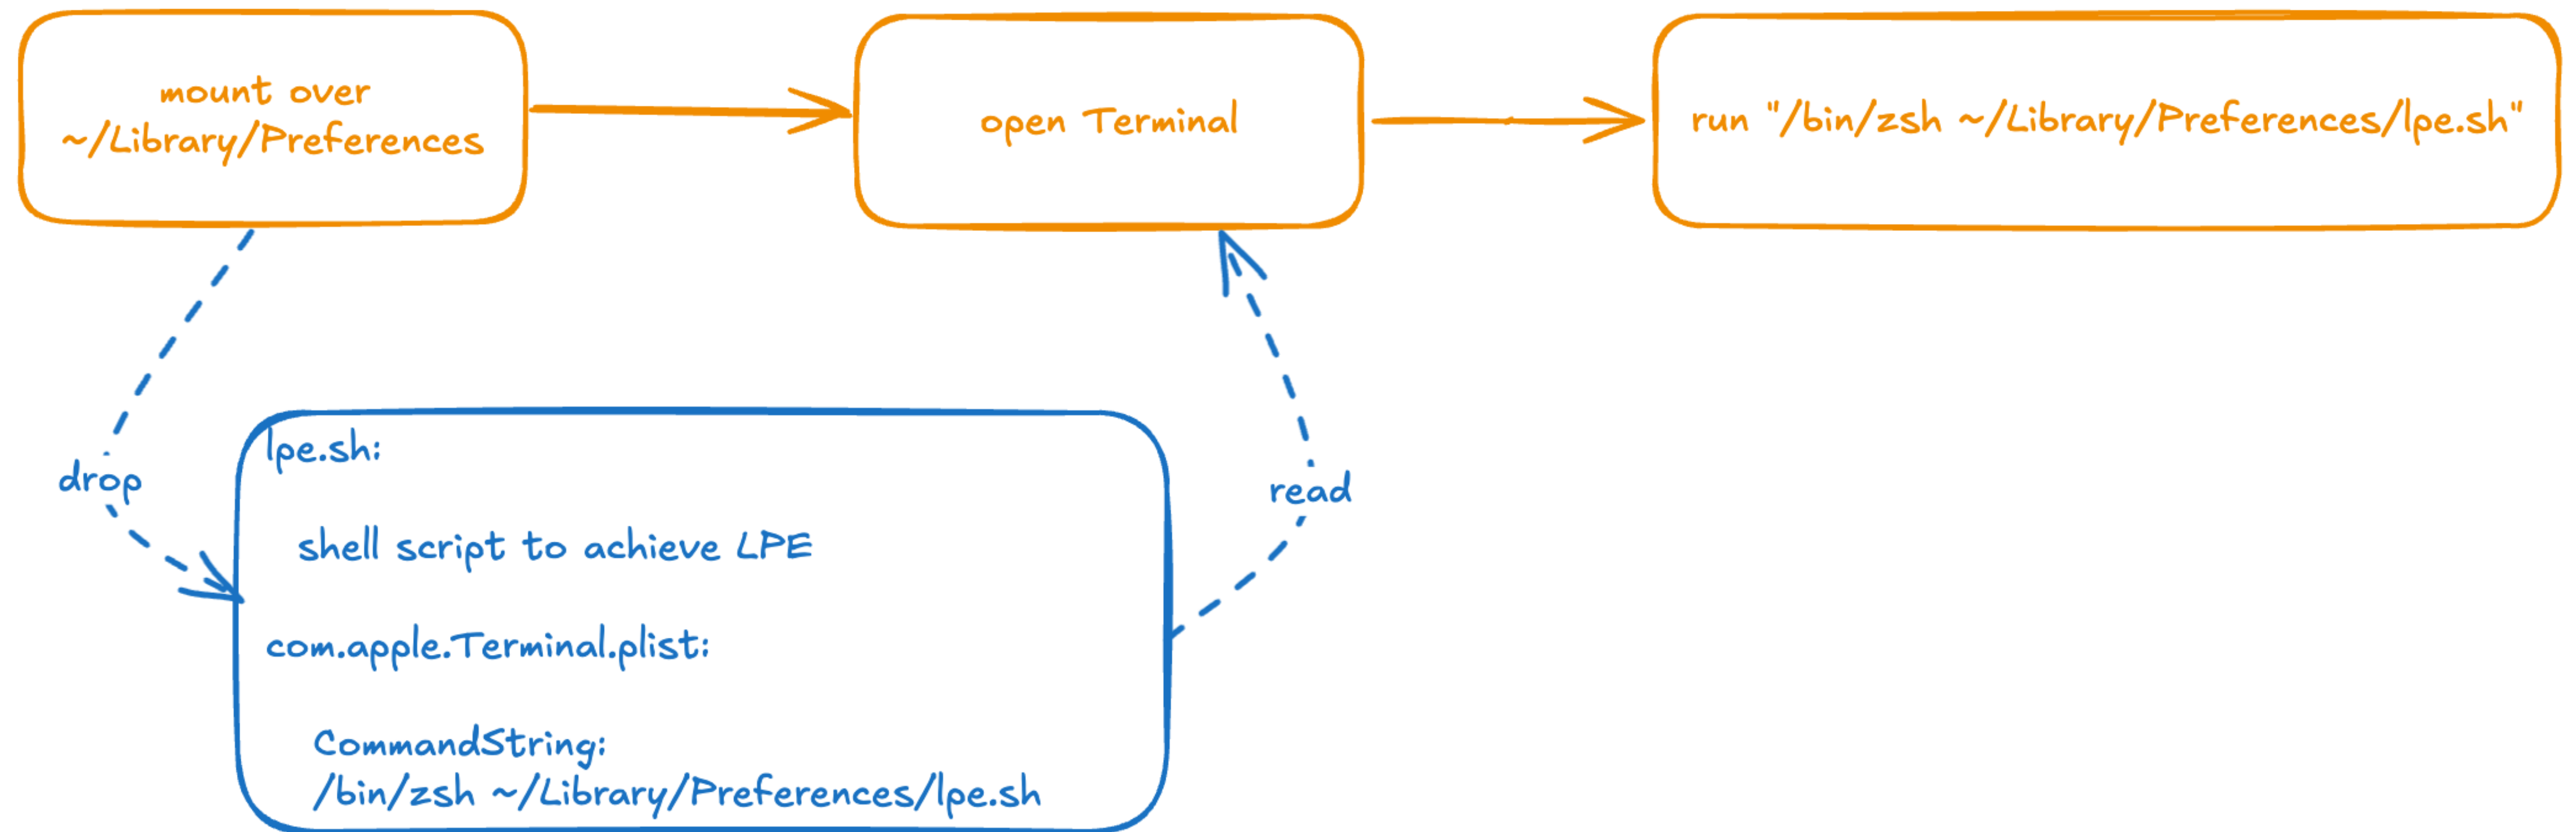 mount over
~/Library/Preferences
open Terminal
run "/bin/zsh ~/Library/Preferences/lpe.sh"
drop
read
lpe.sh:
shell script to achieve LPE
com.apple.Terminal.plist:
CommandString:
/bin/zsh ~/Library/Preferences/lpe.sh